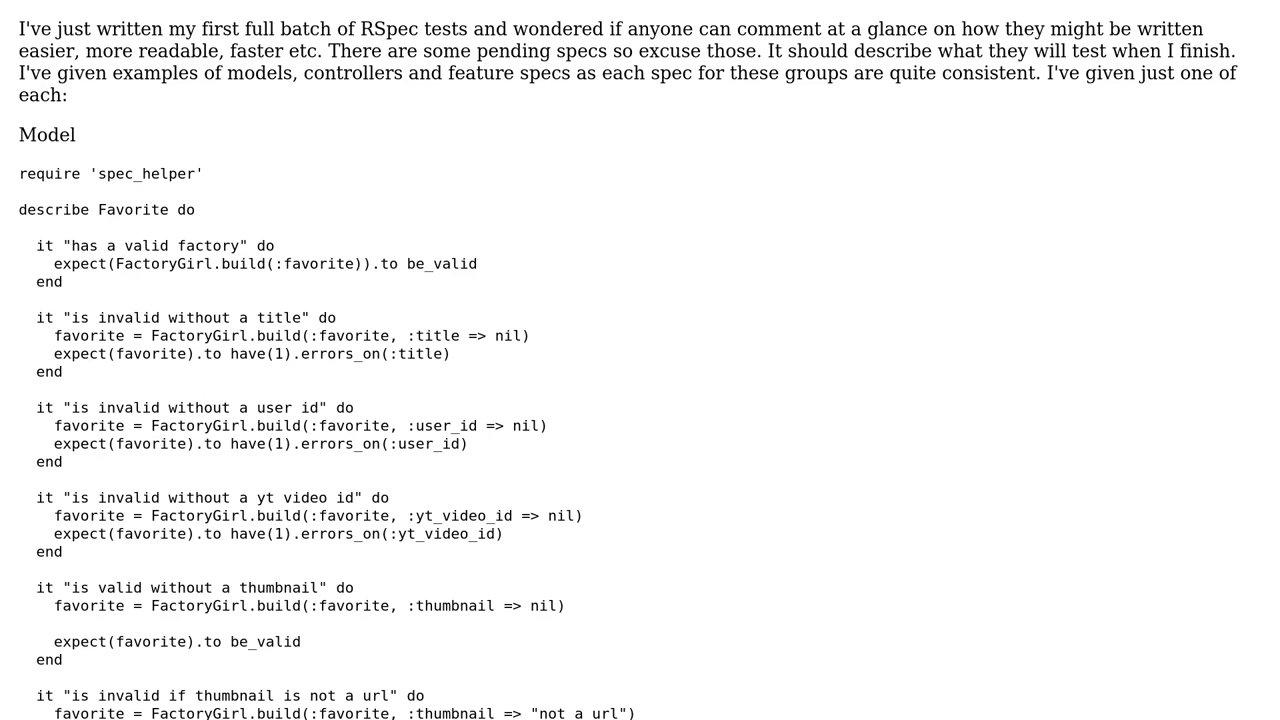 I've just written my first full batch of RSpec tests and wondered if anyone can comment at a glance on how they might be written
easier, more readable, faster etc. There are some pending specs so excuse those. It should describe what they will test when I finish.
I've given examples of models, controllers and feature specs as each spec for these groups are quite consistent. I've given just one of
each:
Model
require 'spec_helper'
describe Favorite do
  it "has a valid factory" do
    expect(FactoryGirl.build(:favorite)).to be_valid
  end
  it "is invalid without a title" do
    favorite = FactoryGirl.build(:favorite, :title => nil)
    expect(favorite).to have(1).errors_on(:title)
  end
  it "is invalid without a user id" do
    favorite = FactoryGirl.build(:favorite, :user_id => nil)
    expect(favorite).to have(1).errors_on(:user_id)
  end
  it "is invalid without a yt video id" do
    favorite = FactoryGirl.build(:favorite, :yt_video_id => nil)
    expect(favorite).to have(1).errors_on(:yt_video_id)
  end
  it "is valid without a thumbnail" do
    favorite = FactoryGirl.build(:favorite, :thumbnail => nil)
    expect(favorite).to be_valid
  end
  it "is invalid if thumbnail is not a url" do
    favorite = FactoryGirl.build(:favorite, :thumbnail => "not a url")